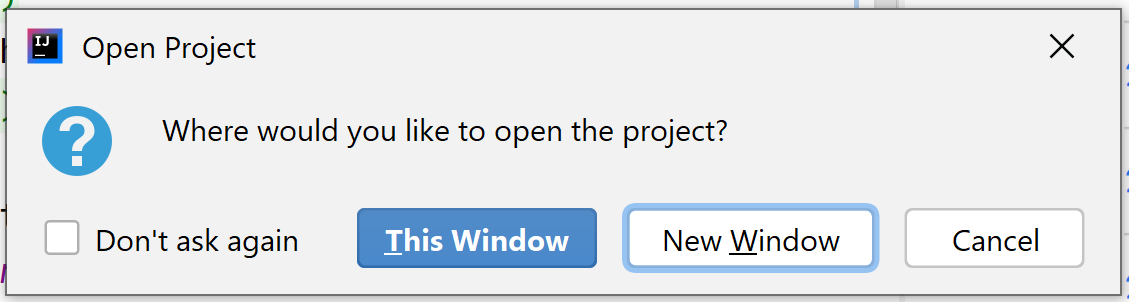 IJ
Open Project
Where would you like to open the project?
Don't ask again
This Window
New Window
Cancel